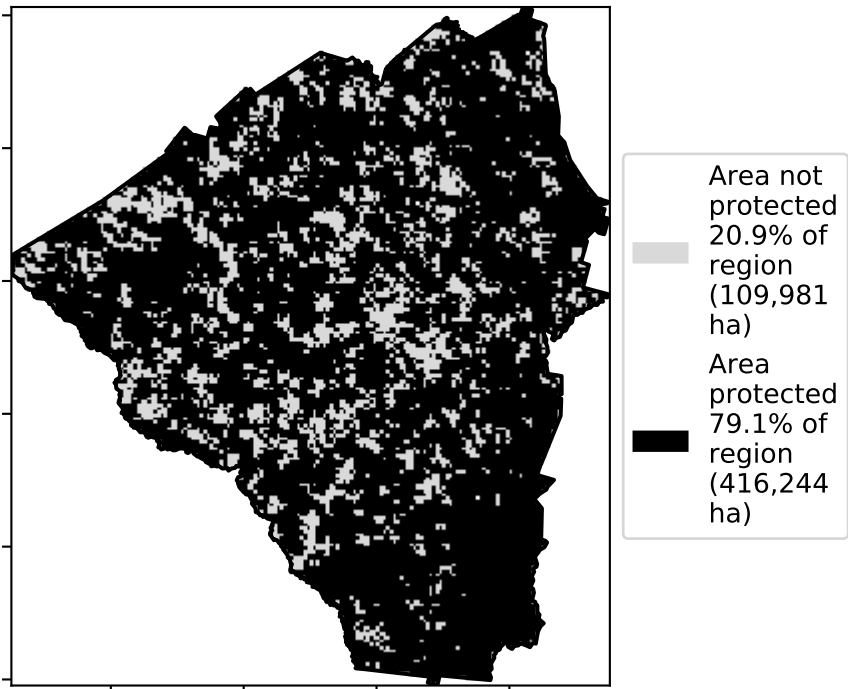 Area not
protected
20.9% of
region
(109,981
ha)
Area
protected
79.1% of
region
(416,244
ha)